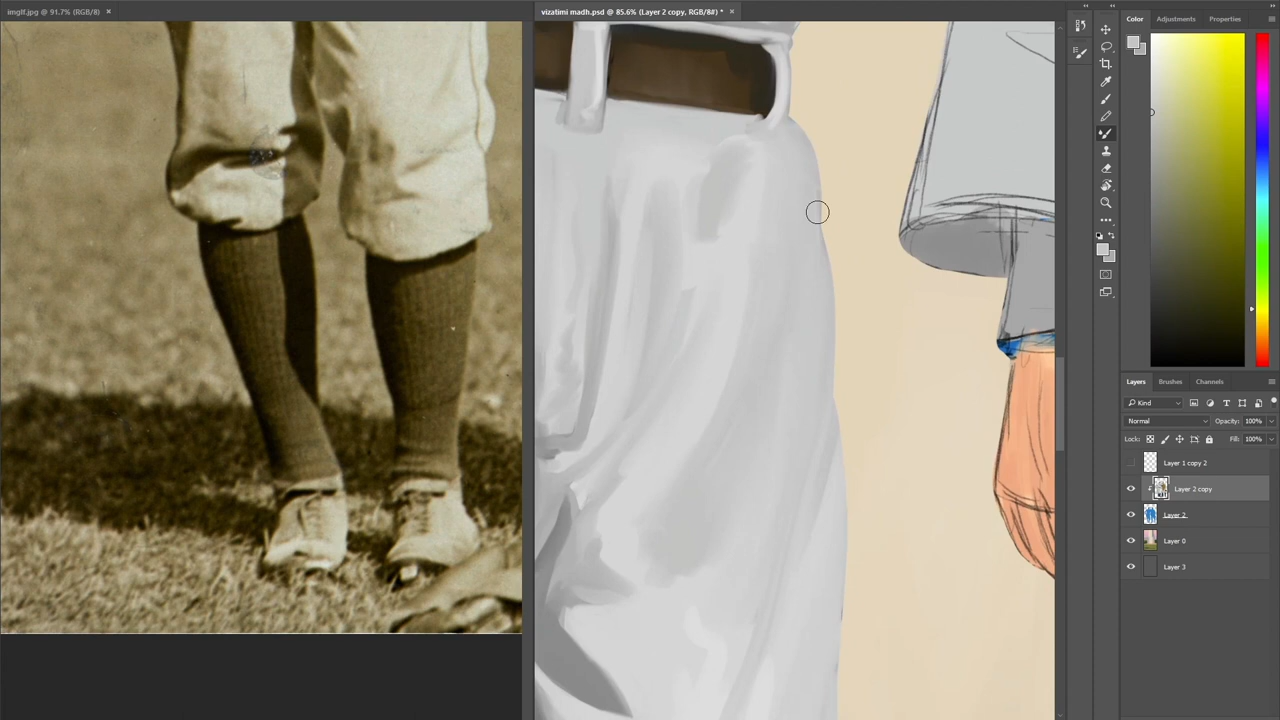 imglf.jpg @ 91.7% (RGB/8)
vizatimi madh.psd @ 85.6% (Layer 2 copy, RGB/8#) *
Color
Adjustments
Properties
Layers
Brushes
Channels
Kind
Normal
Opacity: 100%
Lock:
Fill: 100%
Layer 1 copy 2
Layer 2 copy
Layer 2
Layer 0
Layer 3